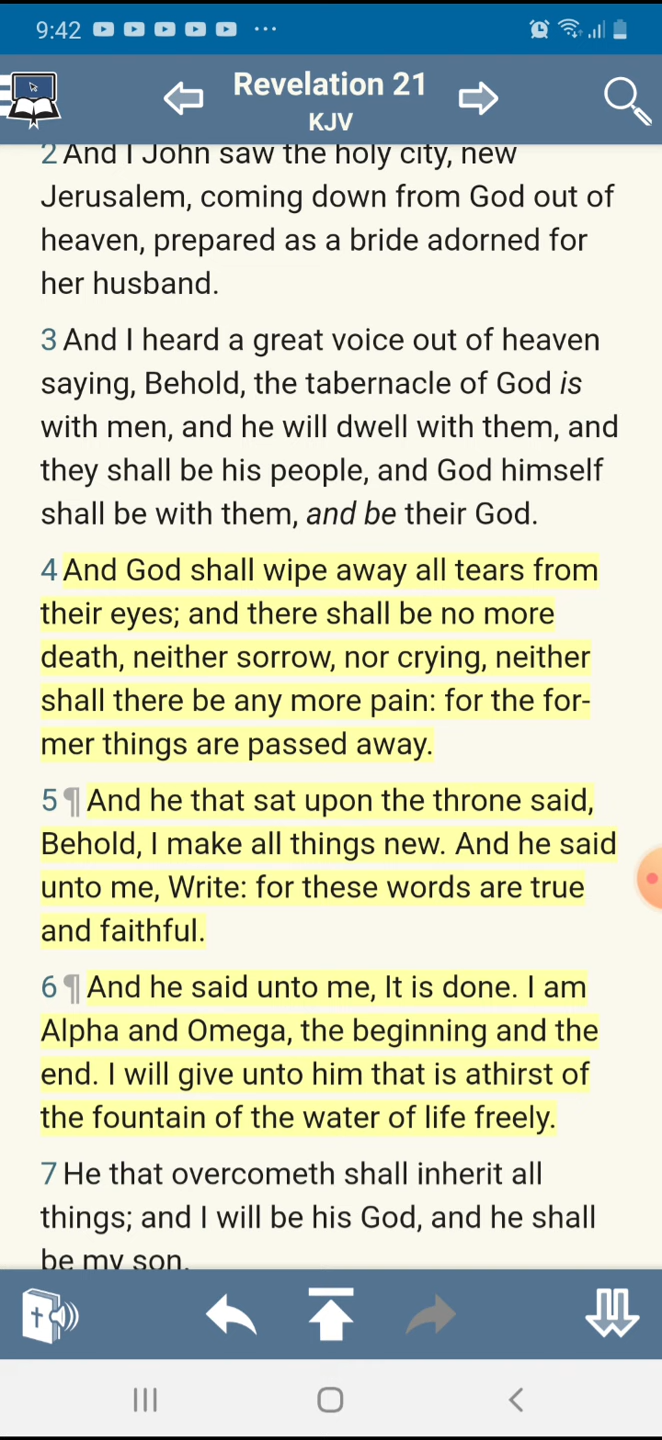 9:42
Revelation 21
KJV
2 And I John saw the holy city, new
Jerusalem, coming down from God out of
heaven, prepared as a bride adorned for
her husband.
3 And I heard a great voice out of heaven
saying, Behold, the tabernacle of God is
with men, and he will dwell with them, and
they shall be his people, and God himself
shall be with them, and be their God.
4 And God shall wipe away all tears from
their eyes; and there shall be no more
death, neither sorrow, nor crying, neither
shall there be any more pain: for the for-
mer things are passed away.
5 ¶ And he that sat upon the throne said,
Behold, I make all things new. And he said
unto me, Write: for these words are true
and faithful.
6 ¶ And he said unto me, It is done. I am
Alpha and Omega, the beginning and the
end. I will give unto him that is athirst of
the fountain of the water of life freely.
7 He that overcometh shall inherit all
things; and I will be his God, and he shall
be my son.